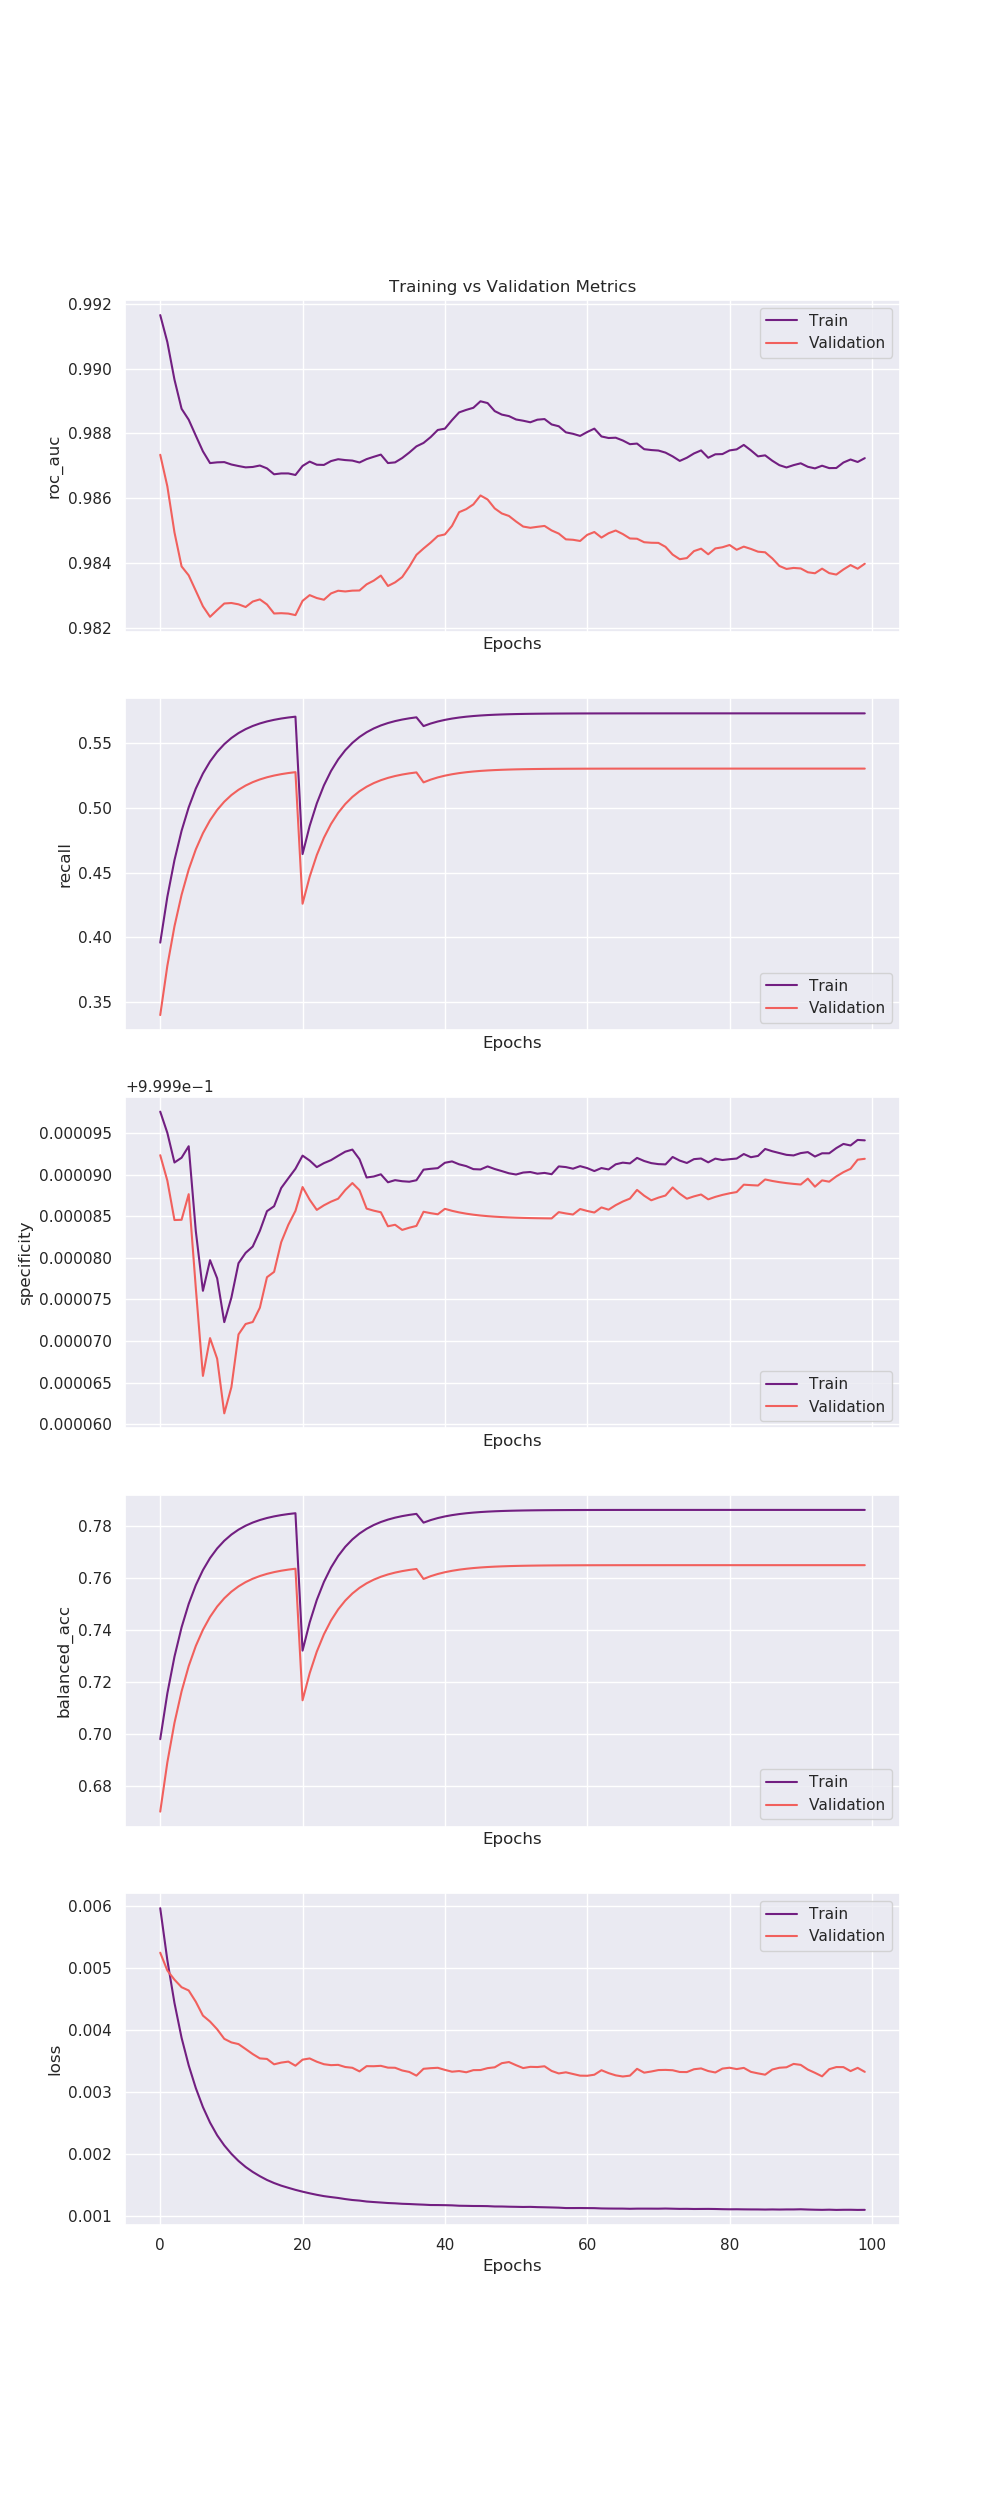 Training vs Validation Metrics
0.992
0.990
0.988
0.986
0.984
0.982
roc_auc
Train
Validation
Epochs
0.55
0.50
0.45
0.40
0.35
recall
Train
Validation
Epochs
+9.999e−1
0.000095
0.000090
0.000085
0.000080
0.000075
0.000070
0.000065
0.000060
specificity
Train
Validation
Epochs
0.78
0.76
0.74
0.72
0.70
0.68
balanced_acc
Train
Validation
Epochs
0.006
0.005
0.004
0.003
0.002
0.001
loss
Train
Validation
0 20 40 60 80 100
Epochs